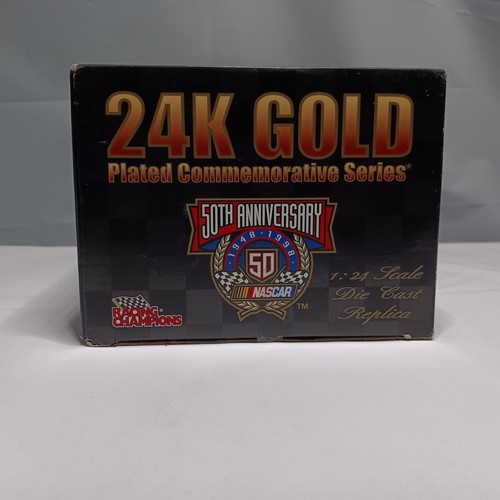 24K GOLD
Plated Commemorative Series*
50TH ANNIVERSARY
1948 - 1998
50
NASCAR
TM
1:24 Scale
Die Cast
Replica
RACING
CHAMPIONS